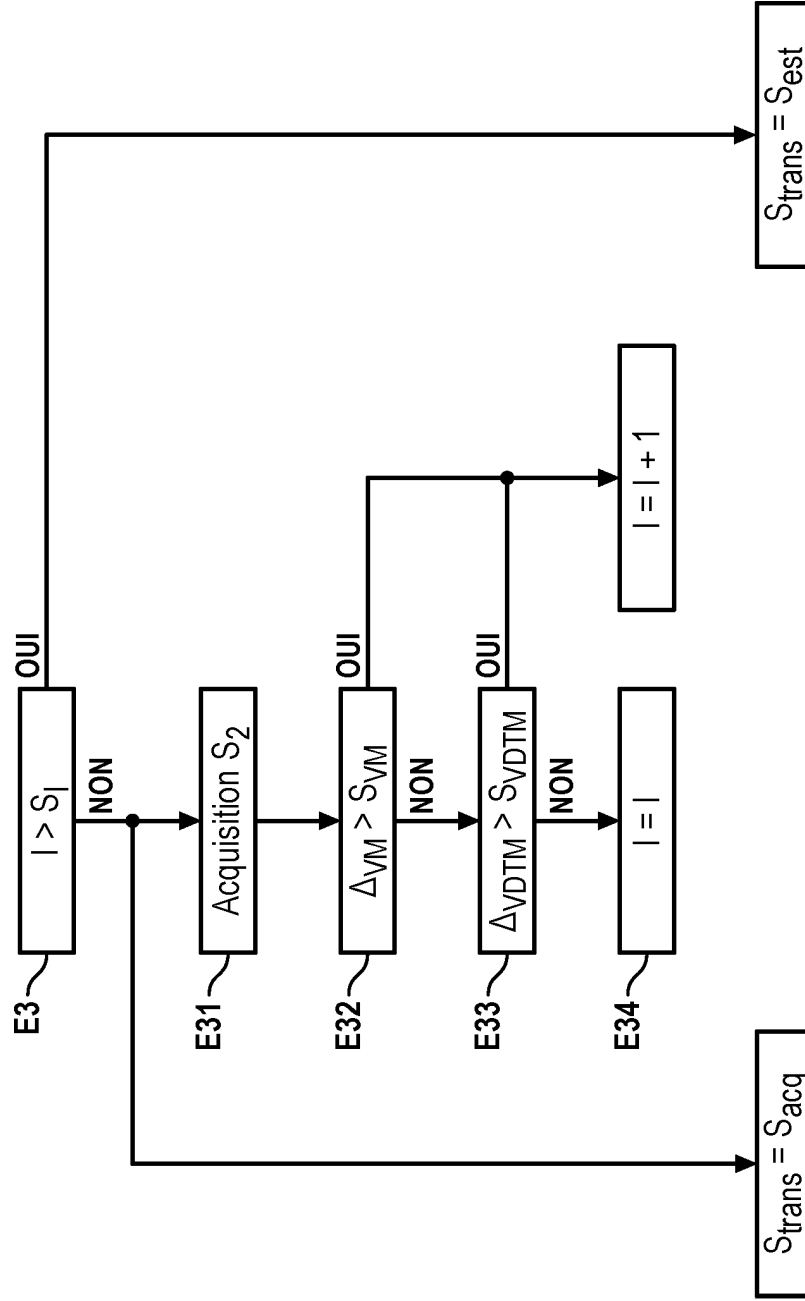 E3
I > S_I
OUI
NON
E31
Acquisition S_2
E32
Δ_VM > S_VM
OUI
NON
E33
Δ_VDTM > S_VDTM
OUI
NON
E34
I = I
I = I + 1
S_trans = S_acq
S_trans = S_est